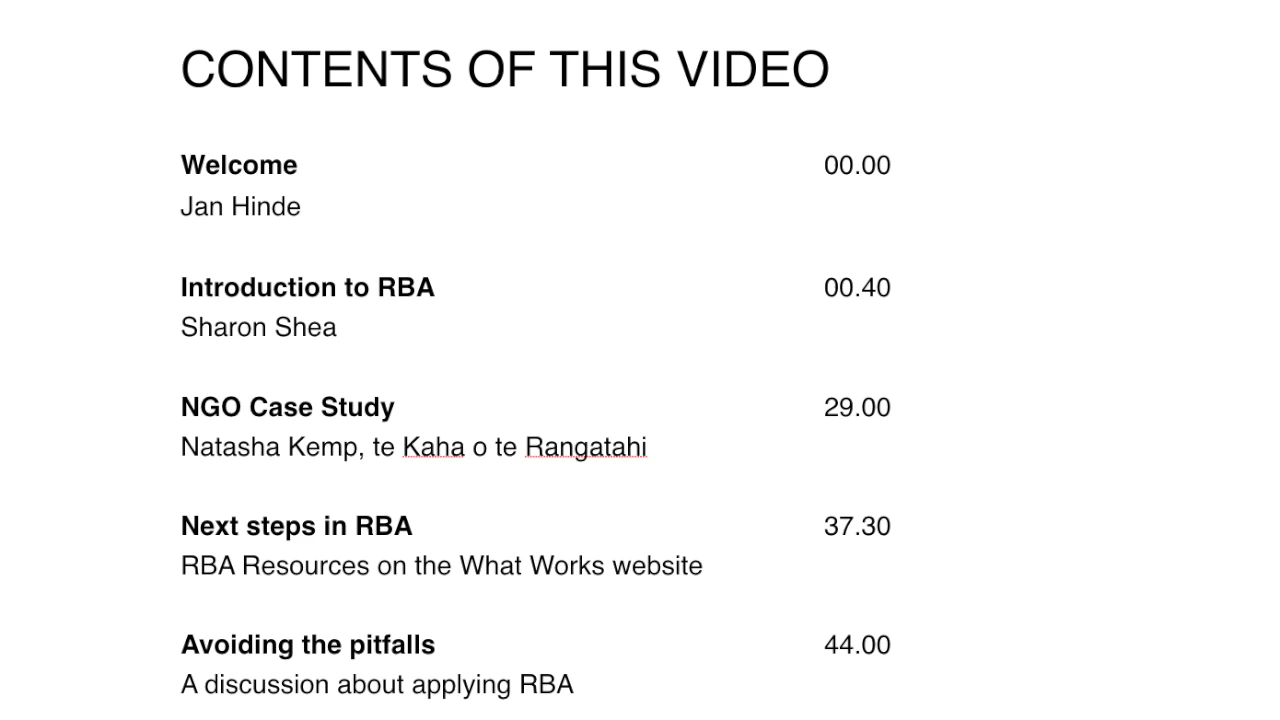 CONTENTS OF THIS VIDEO
Welcome 00.00
Jan Hinde
Introduction to RBA 00.40
Sharon Shea
NGO Case Study 29.00
Natasha Kemp, te Kaha o te Rangatahi
Next steps in RBA 37.30
RBA Resources on the What Works website
Avoiding the pitfalls 44.00
A discussion about applying RBA